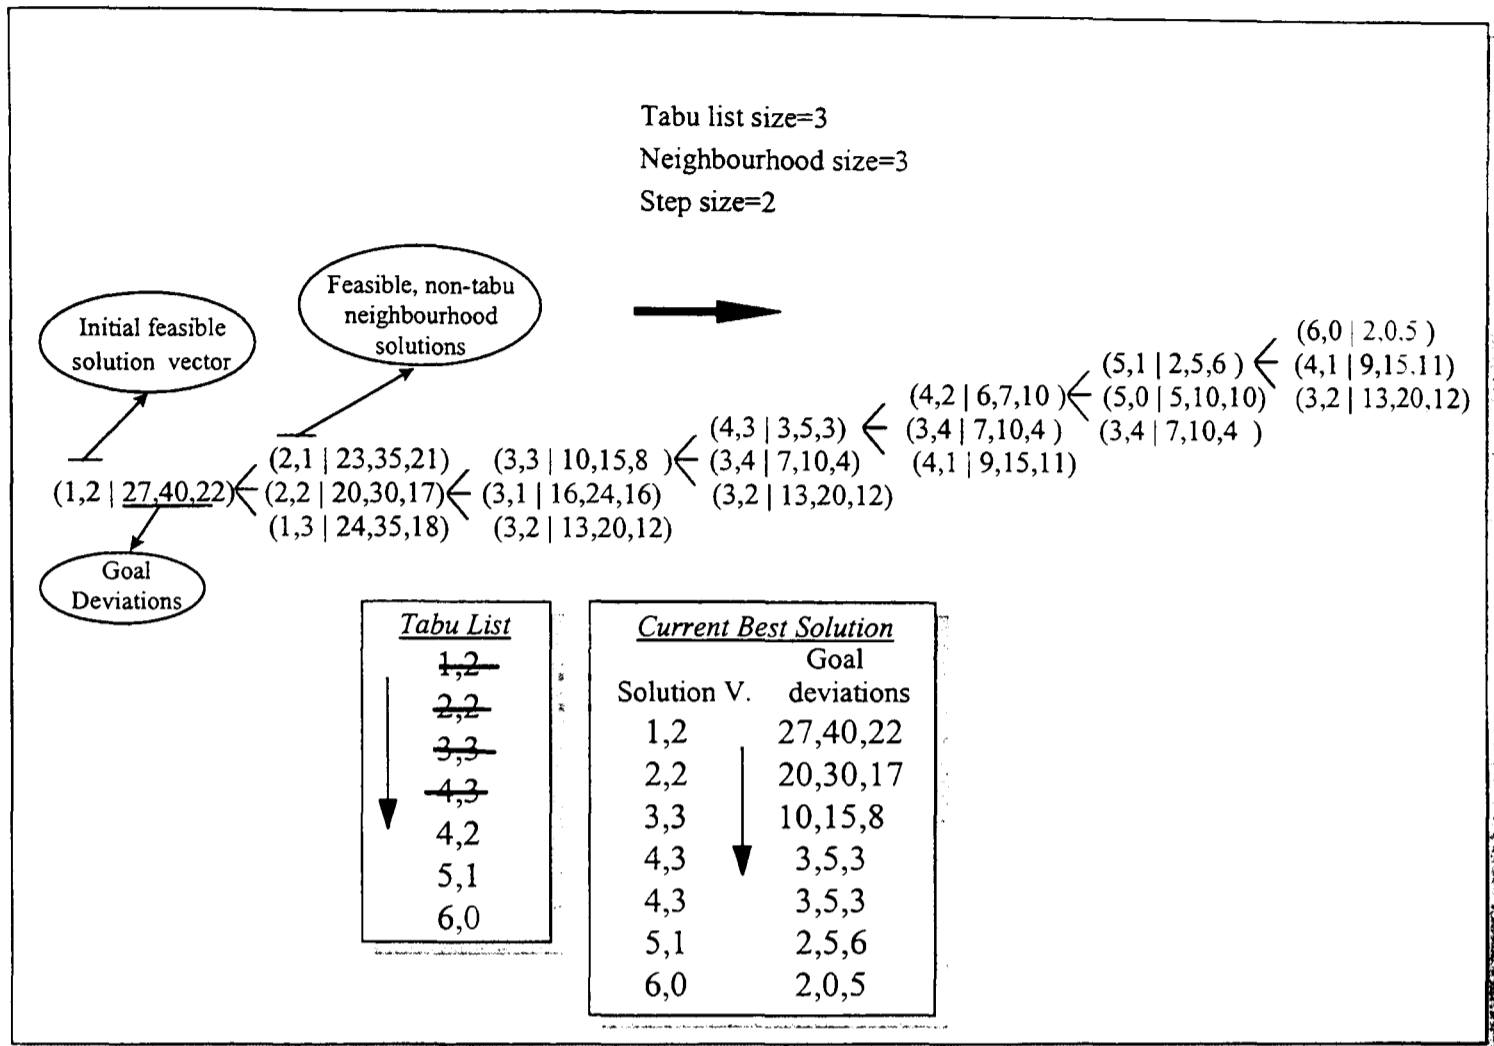 Tabu list size=3
Neighbourhood size=3
Step size=2
Initial feasible
solution vector
Feasible, non-tabu
neighbourhood
solutions
(1,2 | 27,40,22)
(2,1 | 23,35,21)
(2,2 | 20,30,17)
(1,3 | 24,35,18)
(3,3 | 10,15,8 )
(3,1 | 16,24,16)
(3,2 | 13,20,12)
(4,3 | 3,5,3)
(3,4 | 7,10,4)
(3,2 | 13,20,12)
(4,2 | 6,7,10 )
(3,4 | 7,10,4 )
(4,1 | 9,15,11)
(5,1 | 2,5,6 )
(5,0 | 5,10,10)
(3,4 | 7,10,4 )
(6,0 | 2,0,5 )
(4,1 | 9,15,11)
(3,2 | 13,20,12)
Goal
Deviations
Tabu List
1,2
2,2
3,3
4,3
4,2
5,1
6,0
Current Best Solution
Goal
Solution V. deviations
1,2 27,40,22
2,2 20,30,17
3,3 10,15,8
4,3 3,5,3
4,3 3,5,3
5,1 2,5,6
6,0 2,0,5